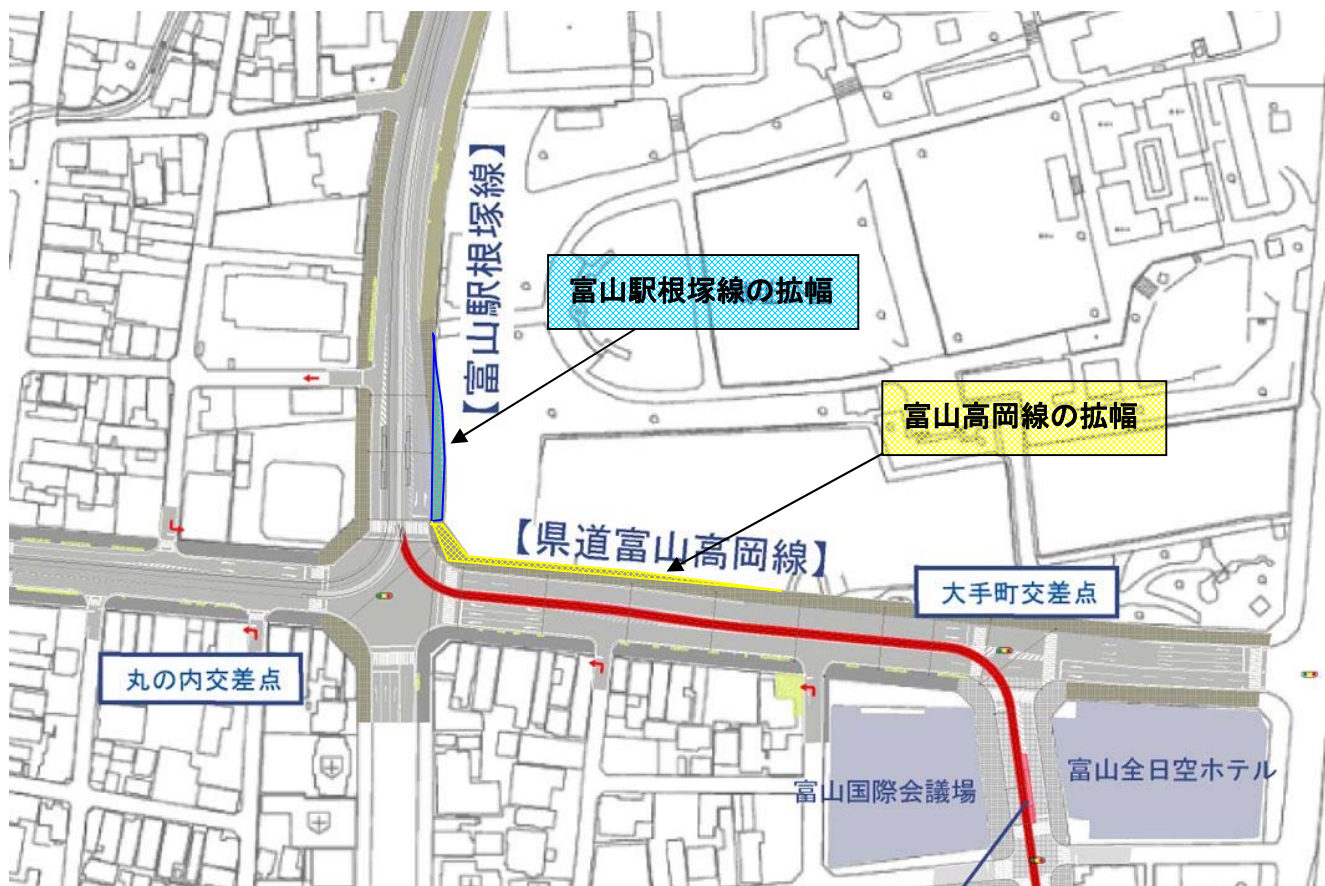 【富山駅根塚線】
富山駅根塚線の拡幅
富山高岡線の拡幅
【県道富山高岡線】
大手町交差点
丸の内交差点
富山国際会議場
富山全日空ホテル